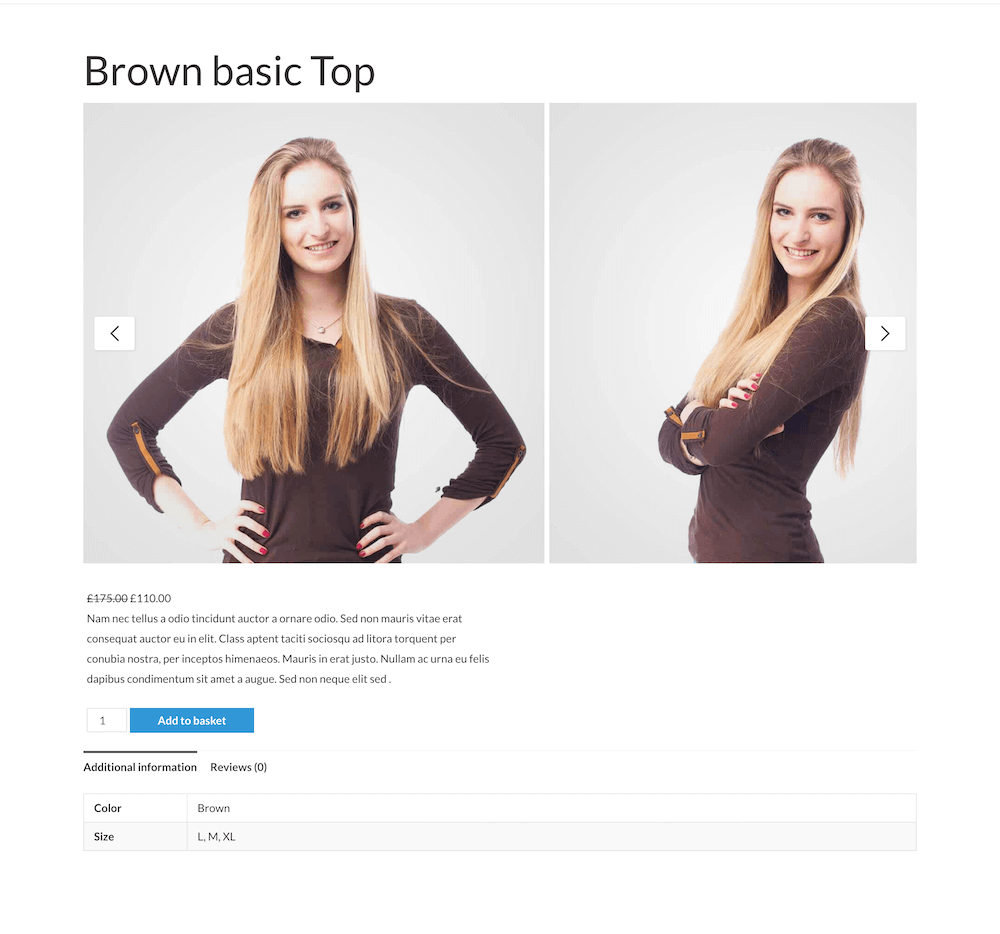 Brown basic Top
£175.00 £110.00
Nam nec tellus a odio tincidunt auctor a ornare odio. Sed non mauris vitae erat
consequat auctor eu in elit. Class aptent taciti sociosqu ad litora torquent per
conubia nostra, per inceptos himenaeos. Mauris in erat justo. Nullam ac urna eu felis
dapibus condimentum sit amet a augue. Sed non neque elit sed .
1 Add to basket
Additional information Reviews (0)
Color Brown
Size L, M, XL